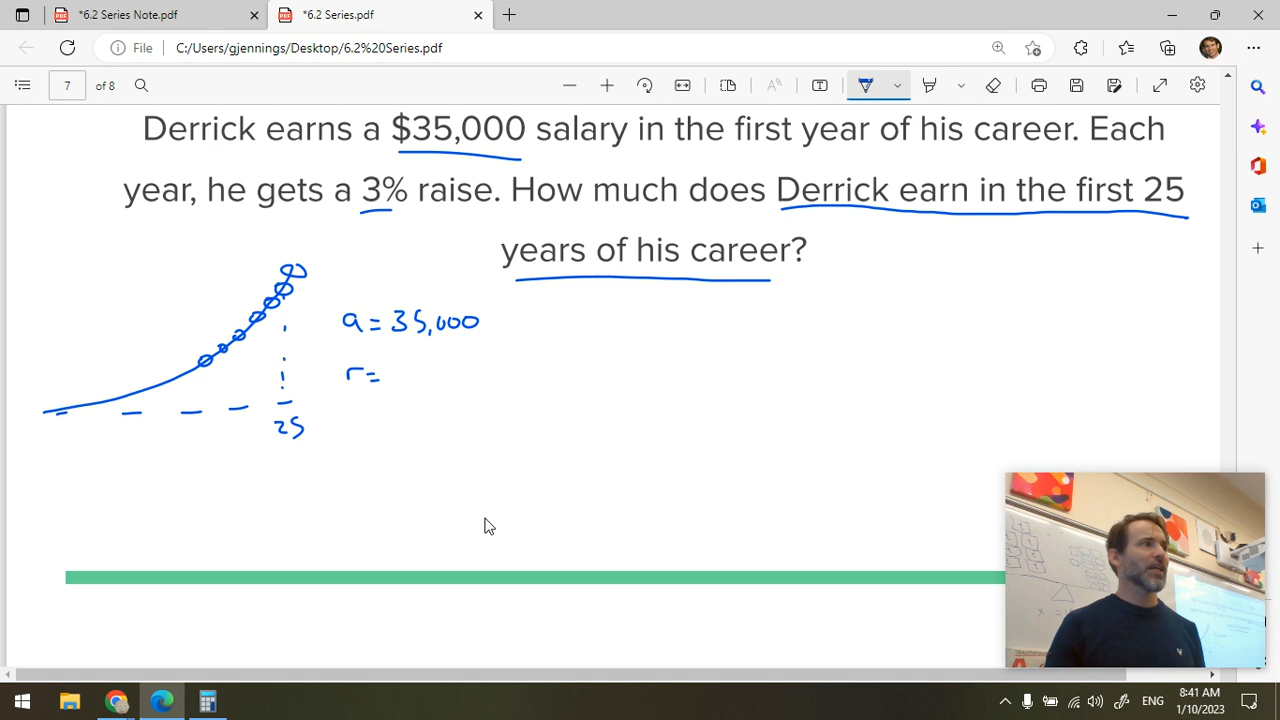 *6.2 Series Note.pdf
*6.2 Series.pdf
File
C:/Users/gjennings/Desktop/6.2%20Series.pdf
7 of 8
Derrick earns a $35,000 salary in the first year of his career. Each
year, he gets a 3% raise. How much does Derrick earn in the first 25
years of his career?
a = 35,000
r =
25
ENG
8:41 AM
1/10/2023